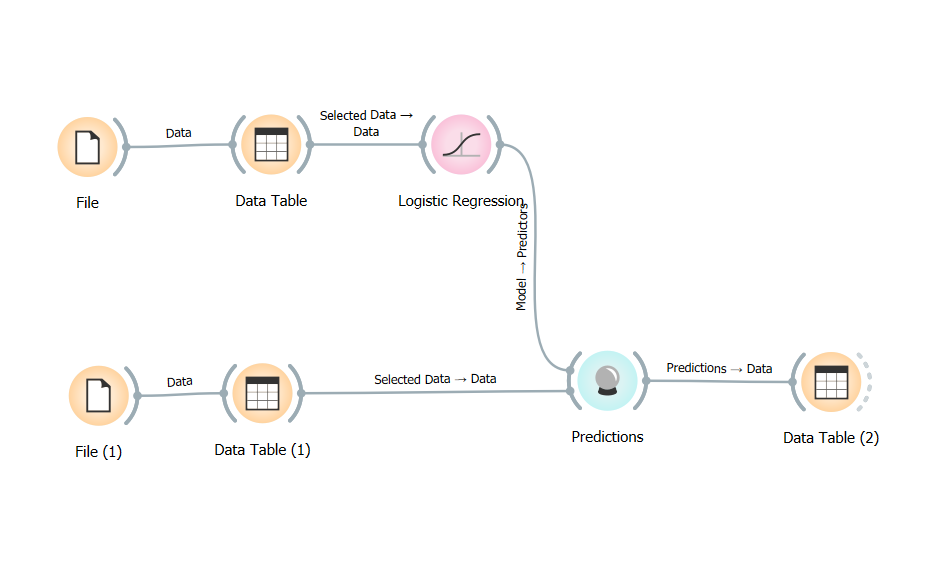 Data
Selected Data →
Data
File
Data Table
Logistic Regression
Model → Predictors
Data
Selected Data → Data
Predictions → Data
File (1)
Data Table (1)
Predictions
Data Table (2)